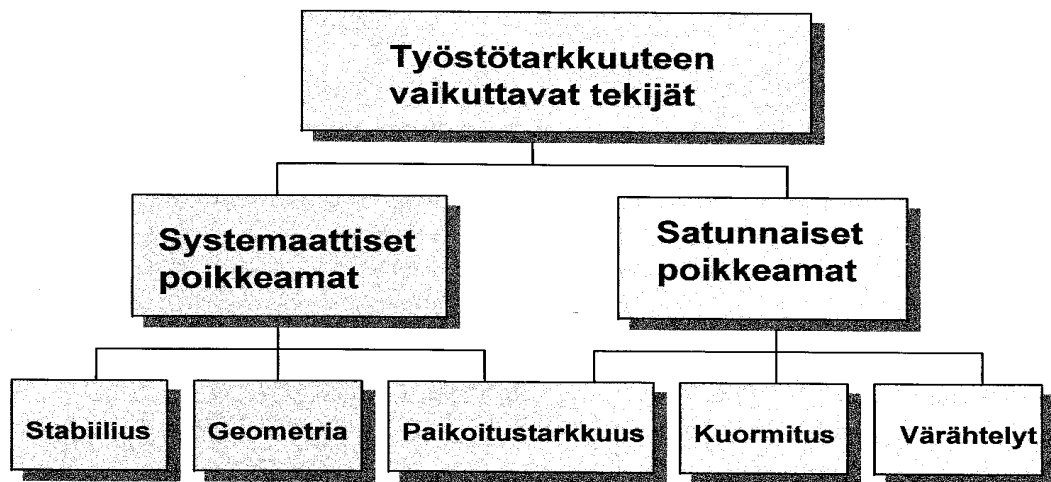 Työstötarkkuuteen
vaikuttavat tekijät
Systemaattiset
poikkeamat
Satunnaiset
poikkeamat
Stabiilius
Geometria
Paikoitustarkkuus
Kuormitus
Värähtelyt